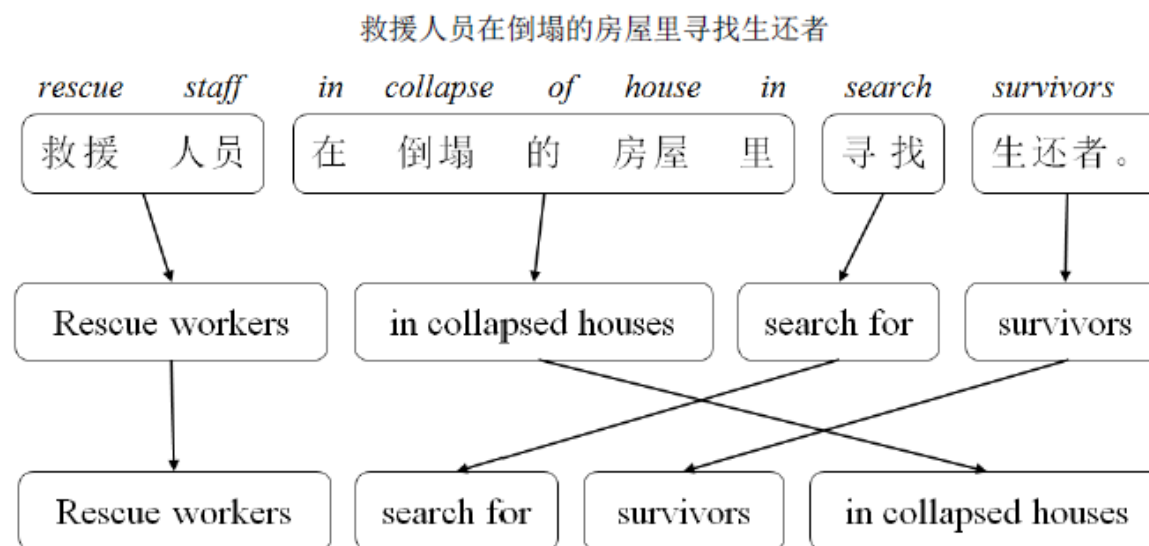 救援人员在倒塌的房屋里寻找生还者
rescue staff in collapse of house in search survivors
救援 人员 在 倒塌 的 房屋 里 寻找 生还者。
Rescue workers in collapsed houses search for survivors
Rescue workers search for survivors in collapsed houses